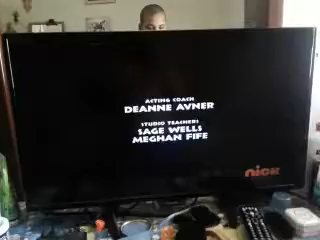 ACTING COACH
DEANNE AVNER
STUDIO TEACHERS
SAGE WELLS
MEGHAN FIFE
nick